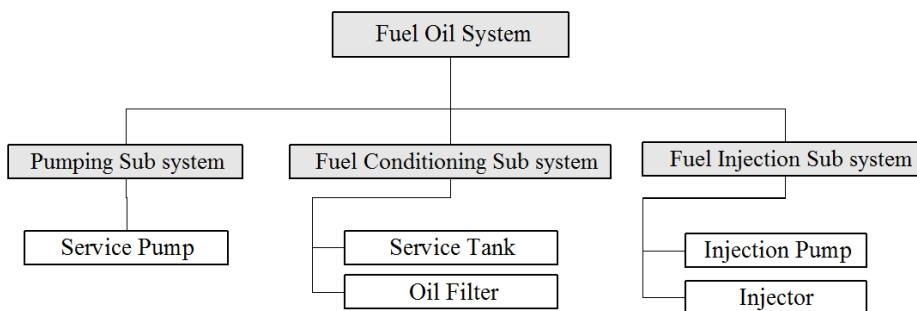 Fuel Oil System
Pumping Sub system
Fuel Conditioning Sub system
Fuel Injection Sub system
Service Pump
Service Tank
Injection Pump
Oil Filter
Injector